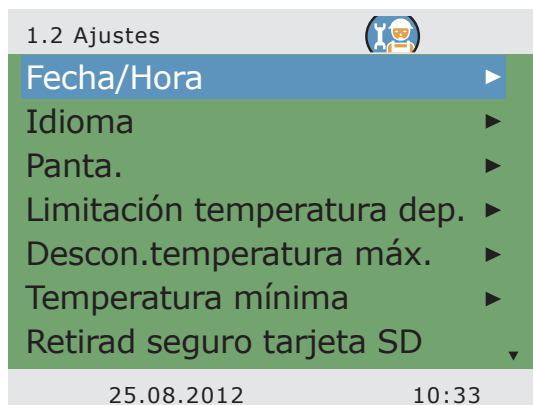 1.2 Ajustes
Fecha/Hora
Idioma
Panta.
Limitación temperatura dep.
Descon.temperatura máx.
Temperatura mínima
Retirad seguro tarjeta SD
25.08.2012 10:33